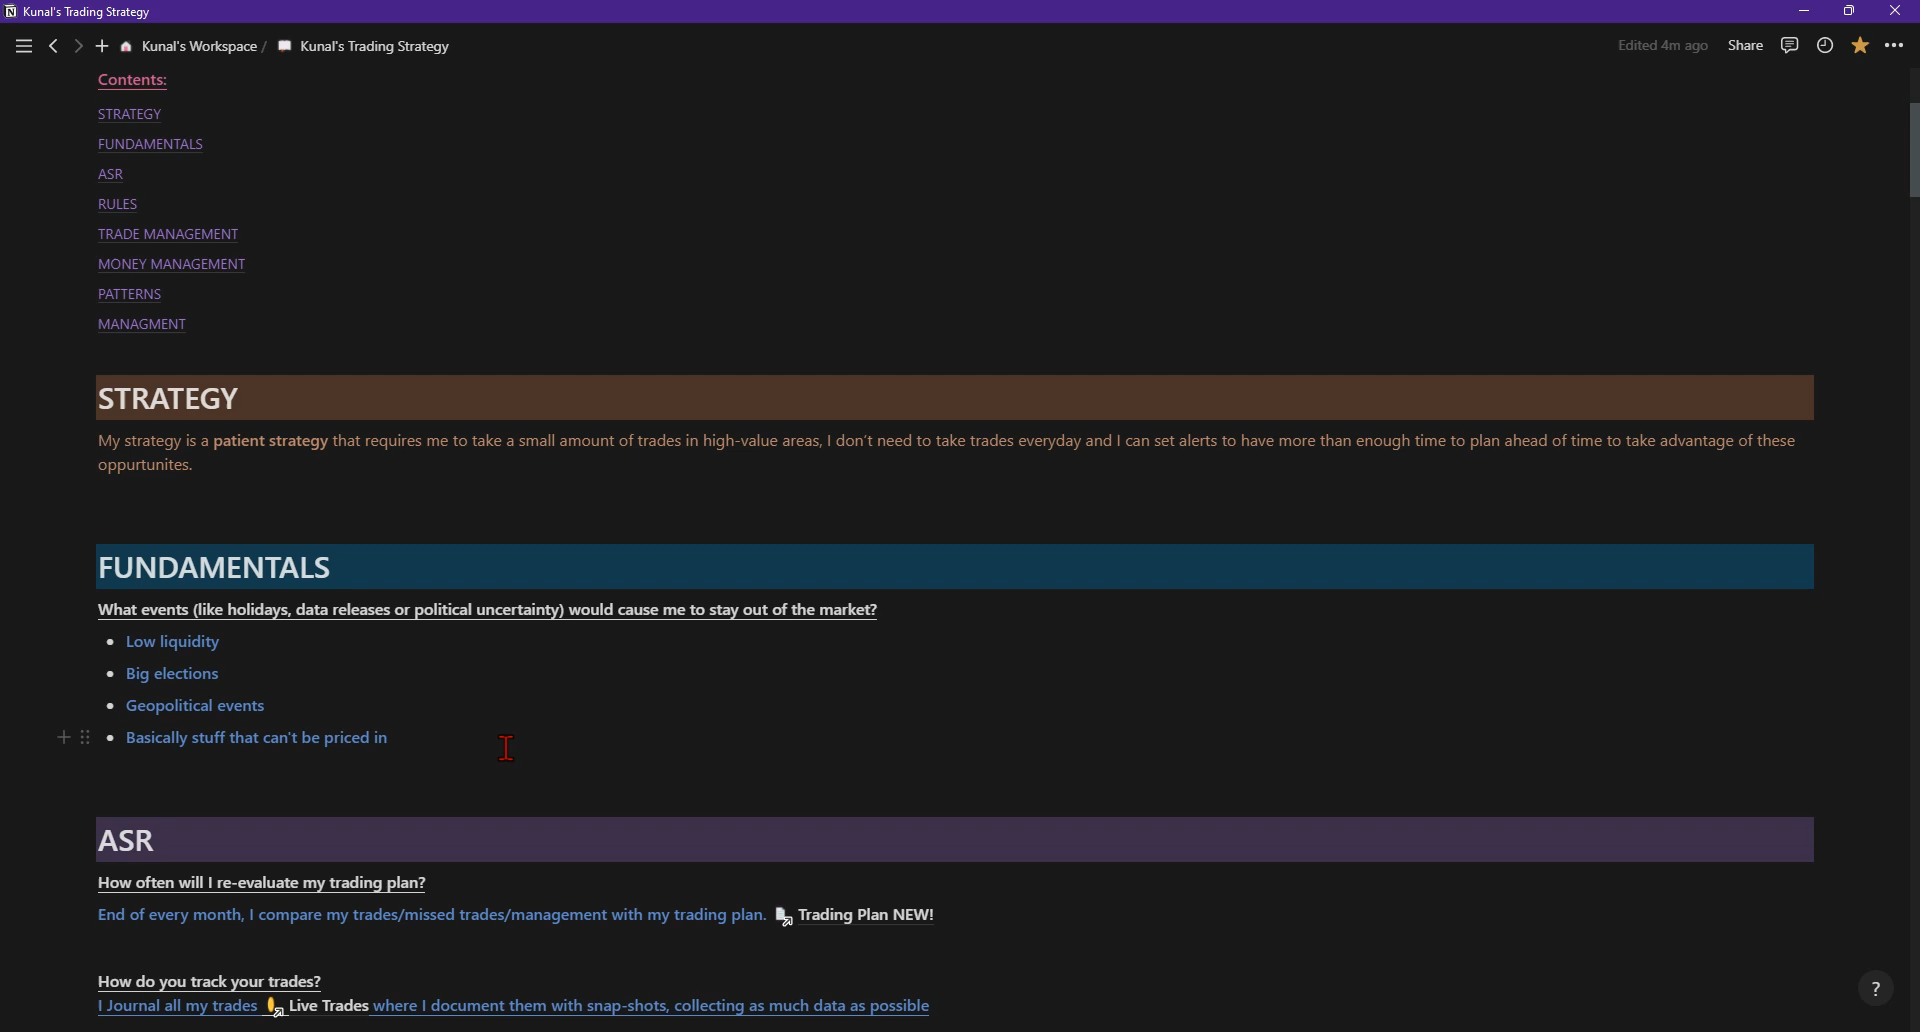 Kunal's Trading Strategy
Kunal's Workspace / Kunal's Trading Strategy
Edited 4m ago Share
Contents:
STRATEGY
FUNDAMENTALS
ASR
RULES
TRADE MANAGEMENT
MONEY MANAGEMENT
PATTERNS
MANAGMENT
STRATEGY
My strategy is a patient strategy that requires me to take a small amount of trades in high-value areas, I don't need to take trades everyday and I can set alerts to have more than enough time to plan ahead of time to take advantage of these
oppurtunites.
FUNDAMENTALS
What events (like holidays, data releases or political uncertainty) would cause me to stay out of the market?
• Low liquidity
• Big elections
• Geopolitical events
• Basically stuff that can't be priced in
ASR
How often will I re-evaluate my trading plan?
End of every month, I compare my trades/missed trades/management with my trading plan. Trading Plan NEW!
How do you track your trades?
I Journal all my trades Live Trades where I document them with snap-shots, collecting as much data as possible
?